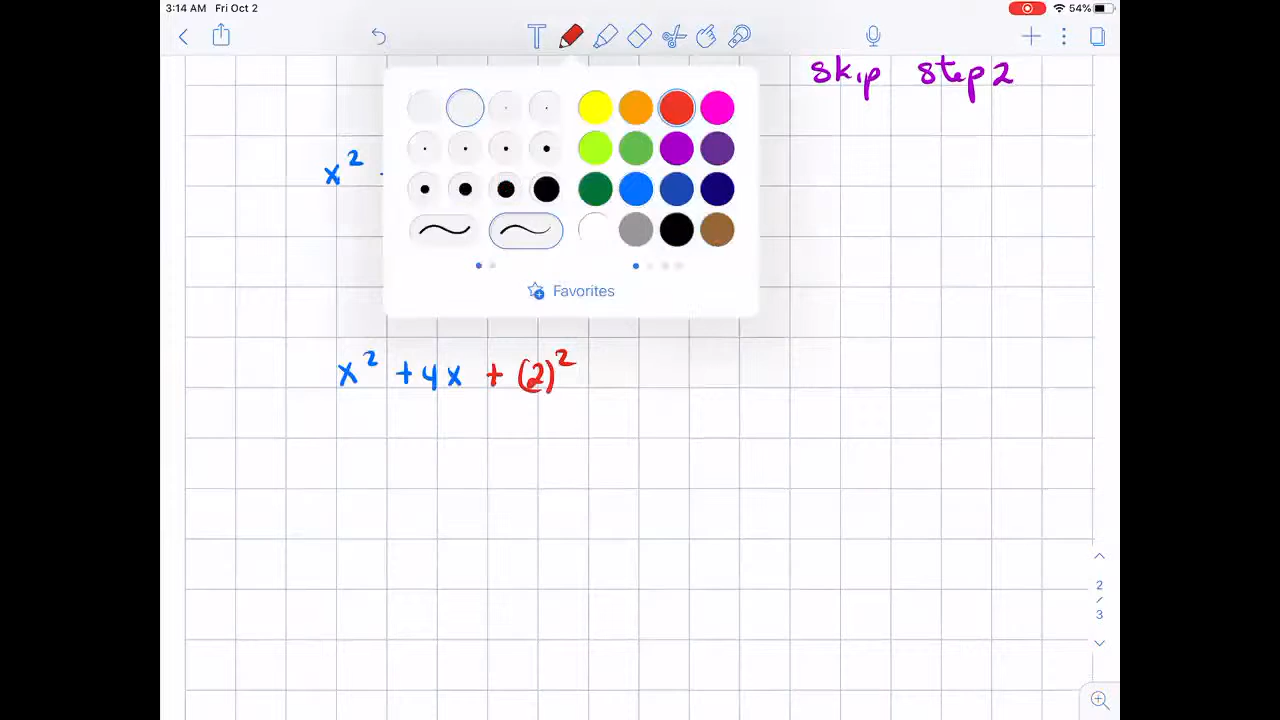 3:14 AM Fri Oct 2 54%
T
skip step 2
x²
Favorites
x² + 4x + (2)²
2
3